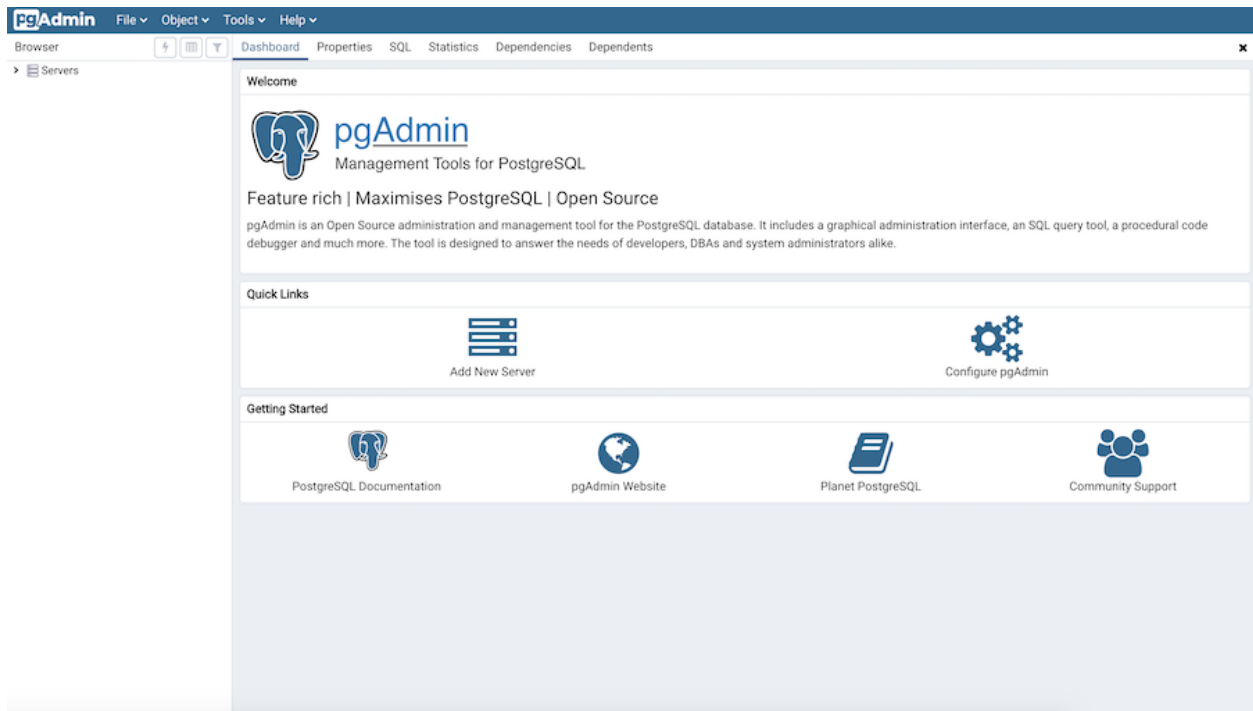 pgAdmin File Object Tools Help
Browser Dashboard Properties SQL Statistics Dependencies Dependents
Servers
Welcome
pgAdmin
Management Tools for PostgreSQL
Feature rich | Maximises PostgreSQL | Open Source
pgAdmin is an Open Source administration and management tool for the PostgreSQL database. It includes a graphical administration interface, an SQL query tool, a procedural code
debugger and much more. The tool is designed to answer the needs of developers, DBAs and system administrators alike.
Quick Links
Add New Server Configure pgAdmin
Getting Started
PostgreSQL Documentation pgAdmin Website Planet PostgreSQL Community Support